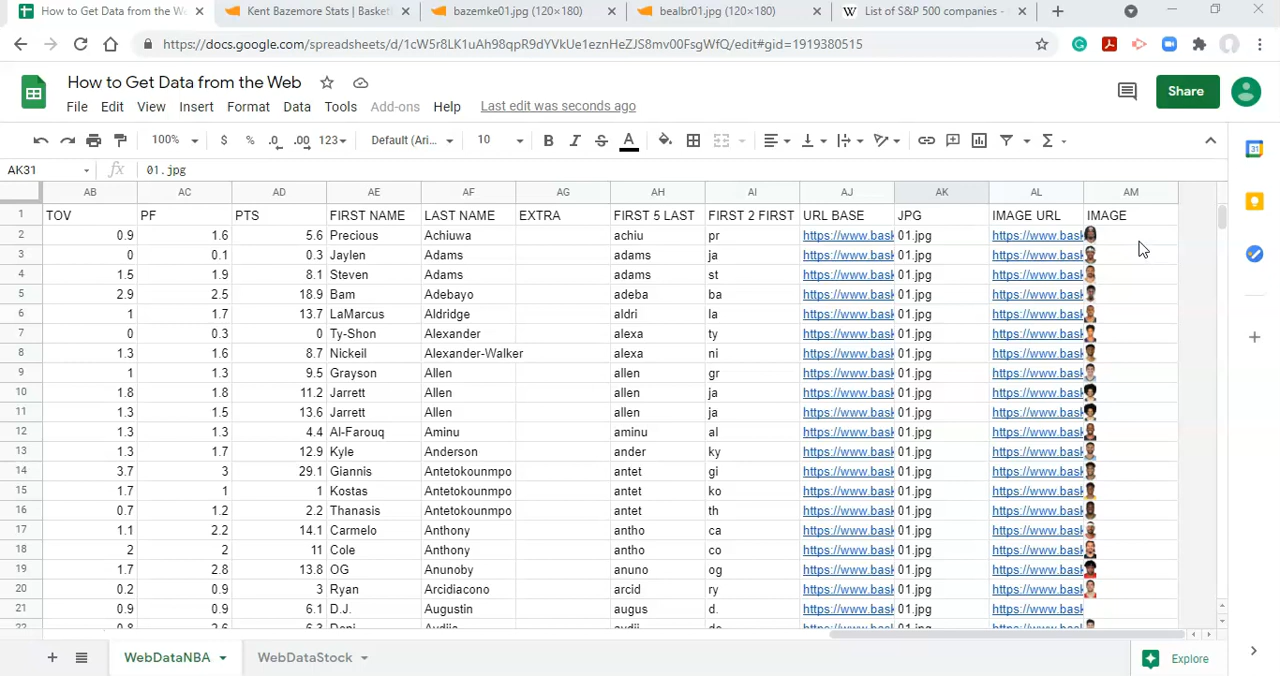 How to Get Data from the We
Kent Bazemore Stats | Basket
bazemke01.jpg (120×180)
bealbr01.jpg (120×180)
W List of S&P 500 companies -
https://docs.google.com/spreadsheets/d/1cW5r8LK1uAh98qpR9dYVkUe1eznHeZJS8mv00FsgWfQ/edit#gid=1919380515
How to Get Data from the Web
File Edit View Insert Format Data Tools Add-ons Help Last edit was seconds ago
Share
100% $ % .0 .00 123 Default (Ari... 10 B I S A
AK31 fx 01.jpg
AB AC AD AE AF AG AH AI AJ AK AL AM
1 TOV PF PTS FIRST NAME LAST NAME EXTRA FIRST 5 LAST FIRST 2 FIRST URL BASE JPG IMAGE URL IMAGE
2 0.9 1.6 5.6 Precious Achiuwa achiu pr https://www.bask 01.jpg https://www.bask
3 0 0.1 0.3 Jaylen Adams adams ja https://www.bask 01.jpg https://www.bask
4 1.5 1.9 8.1 Steven Adams adams st https://www.bask 01.jpg https://www.bask
5 2.9 2.5 18.9 Bam Adebayo adeba ba https://www.bask 01.jpg https://www.bask
6 1 1.7 13.7 LaMarcus Aldridge aldri la https://www.bask 01.jpg https://www.bask
7 0 0.3 0 Ty-Shon Alexander alexa ty https://www.bask 01.jpg https://www.bask
8 1.3 1.6 8.7 Nickeil Alexander-Walker alexa ni https://www.bask 01.jpg https://www.bask
9 1 1.3 9.5 Grayson Allen allen gr https://www.bask 01.jpg https://www.bask
10 1.8 1.8 11.2 Jarrett Allen allen ja https://www.bask 01.jpg https://www.bask
11 1.3 1.5 13.6 Jarrett Allen allen ja https://www.bask 01.jpg https://www.bask
12 1.3 1.3 4.4 Al-Farouq Aminu aminu al https://www.bask 01.jpg https://www.bask
13 1.3 1.7 12.9 Kyle Anderson ander ky https://www.bask 01.jpg https://www.bask
14 3.7 3 29.1 Giannis Antetokounmpo antet gi https://www.bask 01.jpg https://www.bask
15 1.7 1 1 Kostas Antetokounmpo antet ko https://www.bask 01.jpg https://www.bask
16 0.7 1.2 2.2 Thanasis Antetokounmpo antet th https://www.bask 01.jpg https://www.bask
17 1.1 2.2 14.1 Carmelo Anthony antho ca https://www.bask 01.jpg https://www.bask
18 2 2 11 Cole Anthony antho co https://www.bask 01.jpg https://www.bask
19 1.7 2.8 13.8 OG Anunoby anuno og https://www.bask 01.jpg https://www.bask
20 0.2 0.9 3 Ryan Arcidiacono arcid ry https://www.bask 01.jpg https://www.bask
21 0.9 0.9 6.1 D.J. Augustin augus d. https://www.bask 01.jpg https://www.bask
WebDataNBA WebDataStock
Explore
31